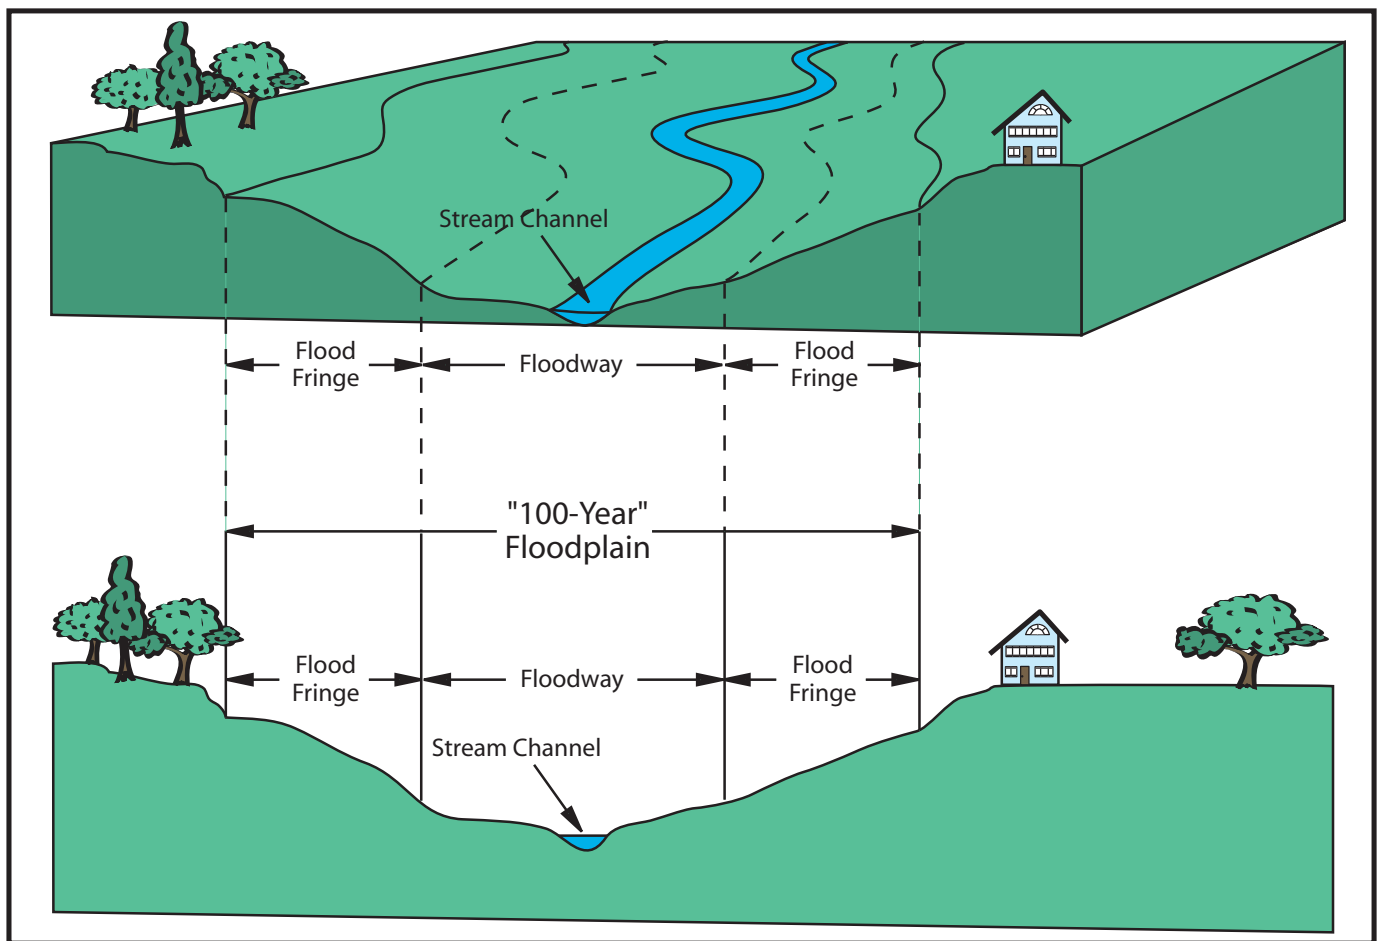 Stream Channel
Flood
Fringe
Floodway
Flood
Fringe
"100-Year"
Floodplain
Flood
Fringe
Floodway
Flood
Fringe
Stream Channel